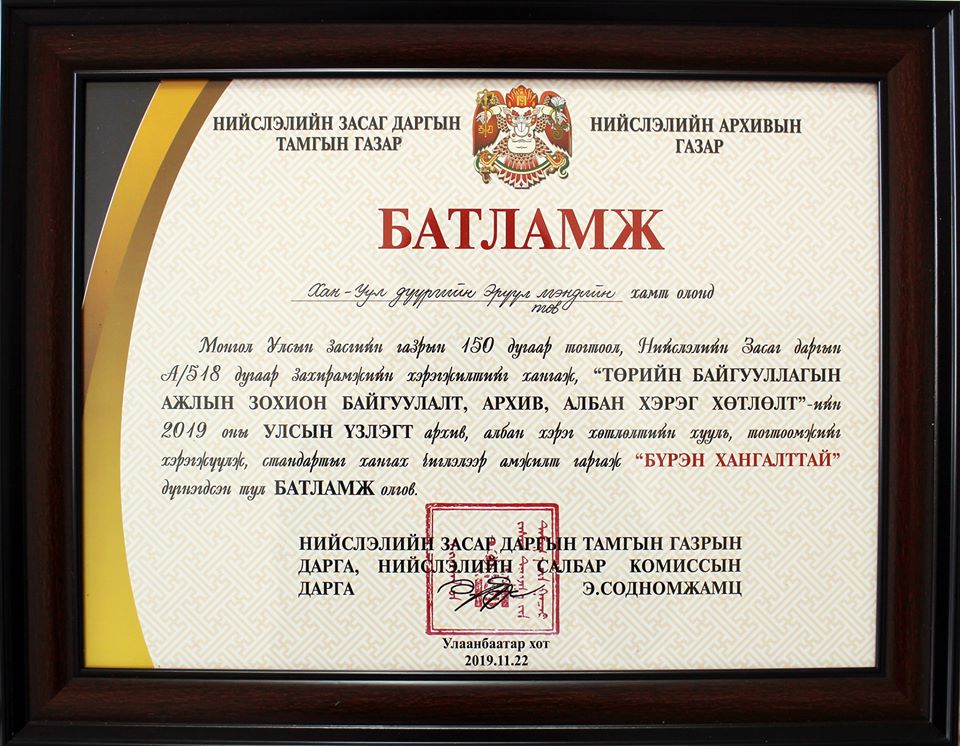 НИЙСЛЭЛИЙН ЗАСАГ ДАРГЫН
ТАМГЫН ГАЗАР
НИЙСЛЭЛИЙН АРХИВЫН
ГАЗАР
БАТЛАМЖ
Хан-Уул дүүргийн Эрүүл мэндийн хамт олонд
төв
Монгол Улсын засгийн газрын 150 дугаар тогтоол, Нийслэлийн Засаг даргын
А/518 дугаар захирамжийн хэрэгжилтийг хангаж, “ТӨРИЙН БАЙГУУЛЛАГЫН
АЖЛЫН ЗОХИОН БАЙГУУЛАЛТ, АРХИВ, АЛБАН ХЭРЭГ ХӨТЛӨЛТ”-ийн
2019 оны УЛСЫН ҮЗЛЭГТ архив, албан хэрэг хөтлөлтийн хууль, тогтоомжийг
хэрэгжүүлж, стандартыг хангах чиглэлээр амжилт гаргаж “БҮРЭН ХАНГАЛТТАЙ”
дүгнэгдсэн тул БАТЛАМЖ олгов.
НИЙСЛЭЛИЙН ЗАСАГ ДАРГЫН ТАМГЫН ГАЗРЫН
ДАРГА, НИЙСЛЭЛИЙН САЛБАР КОМИССЫН
ДАРГА Э.СОДНОМЖАМЦ
Улаанбаатар хот
2019.11.22